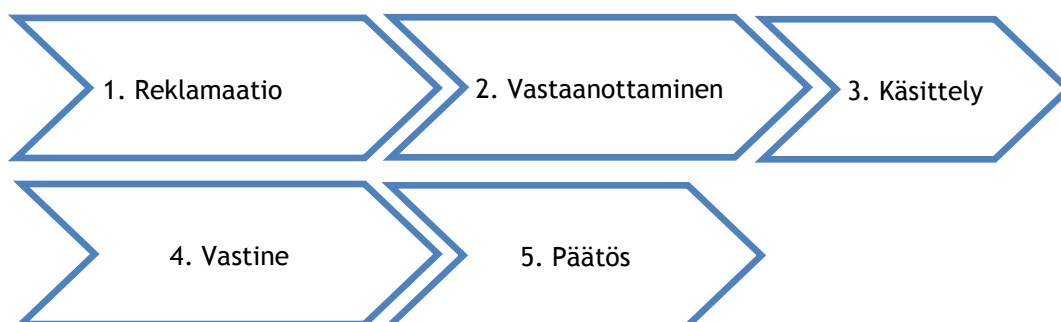 1. Reklamaatio
2. Vastaanottaminen
3. Käsittely
4. Vastine
5. Päätös